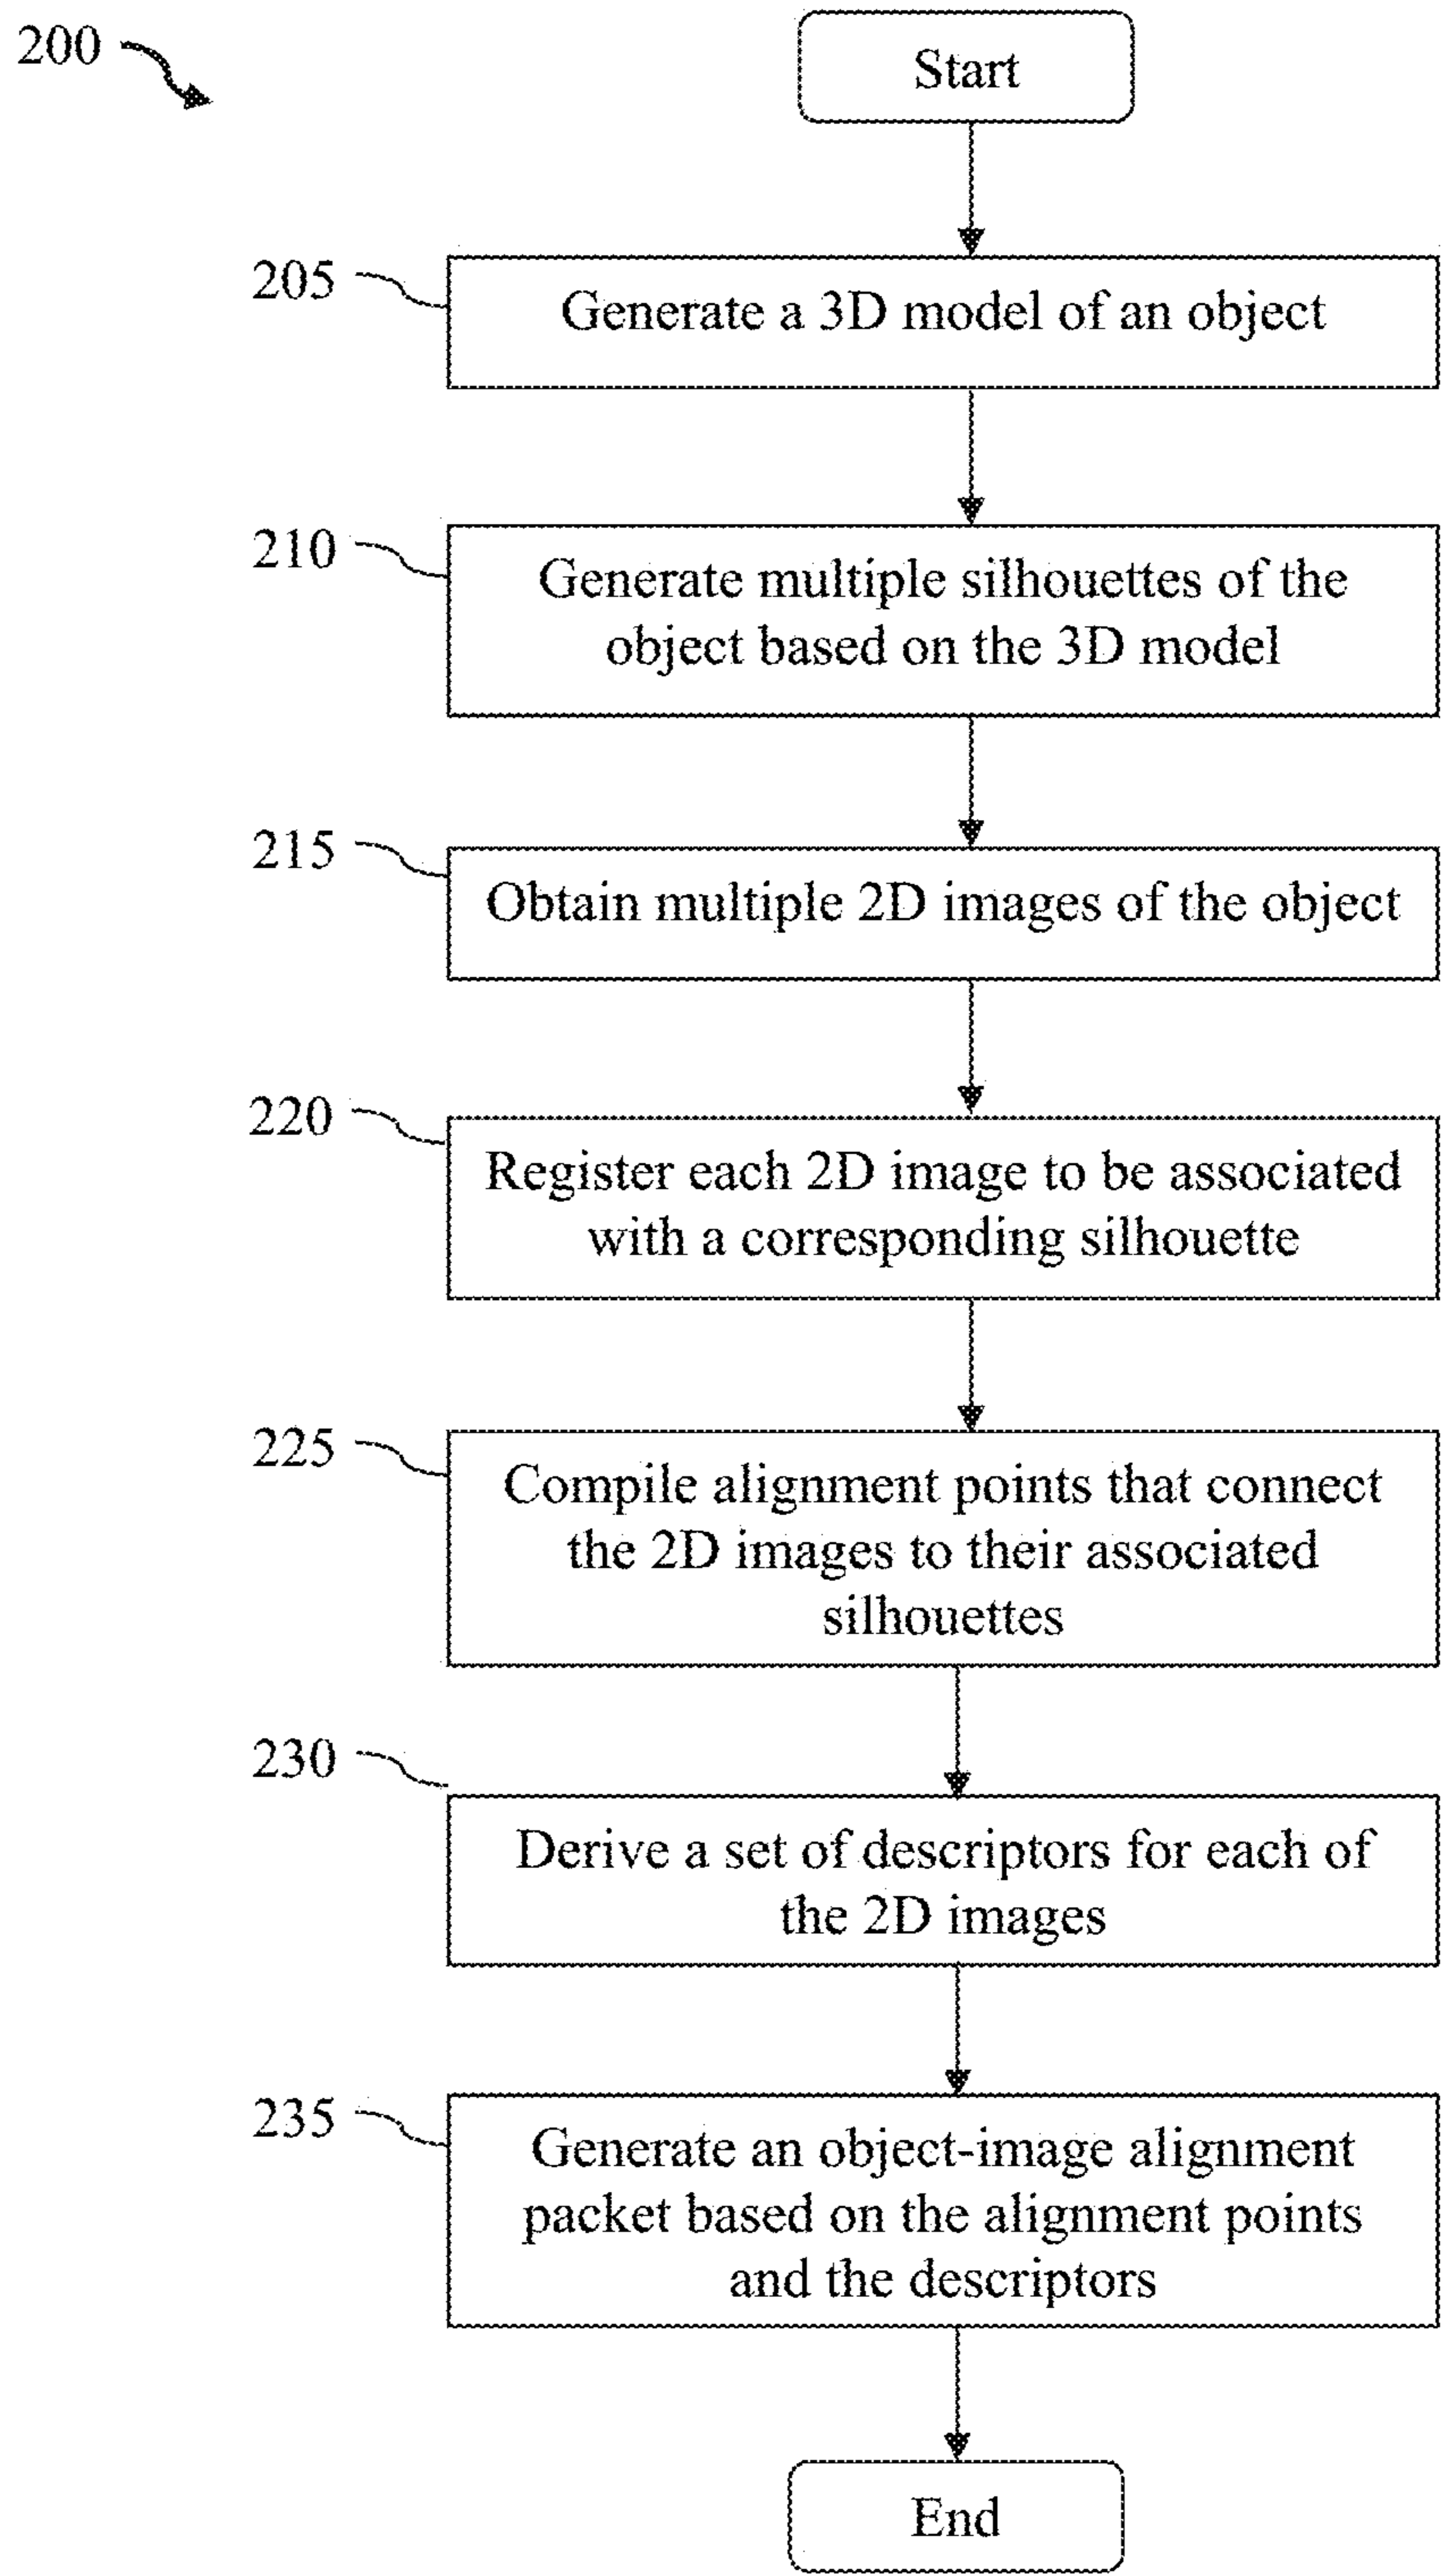 200
Start
205
Generate a 3D model of an object
210
Generate multiple silhouettes of the
object based on the 3D model
215
Obtain multiple 2D images of the object
220
Register each 2D image to be associated
with a corresponding silhouette
225
Compile alignment points that connect
the 2D images to their associated
silhouettes
230
Derive a set of descriptors for each of
the 2D images
235
Generate an object-image alignment
packet based on the alignment points
and the descriptors
End